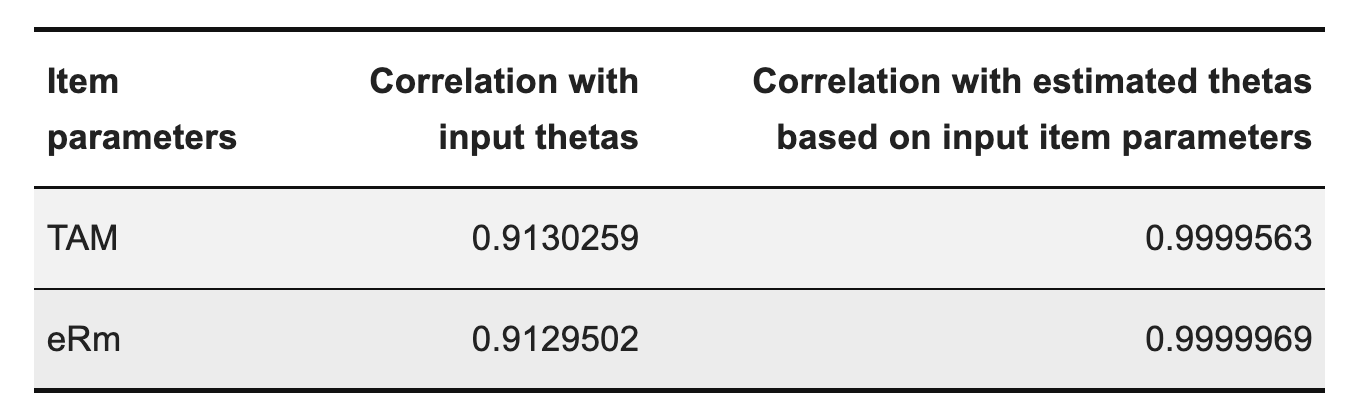 Item Correlation with Correlation with estimated thetas
parameters input thetas based on input item parameters
TAM 0.9130259 0.9999563
eRm 0.9129502 0.9999969